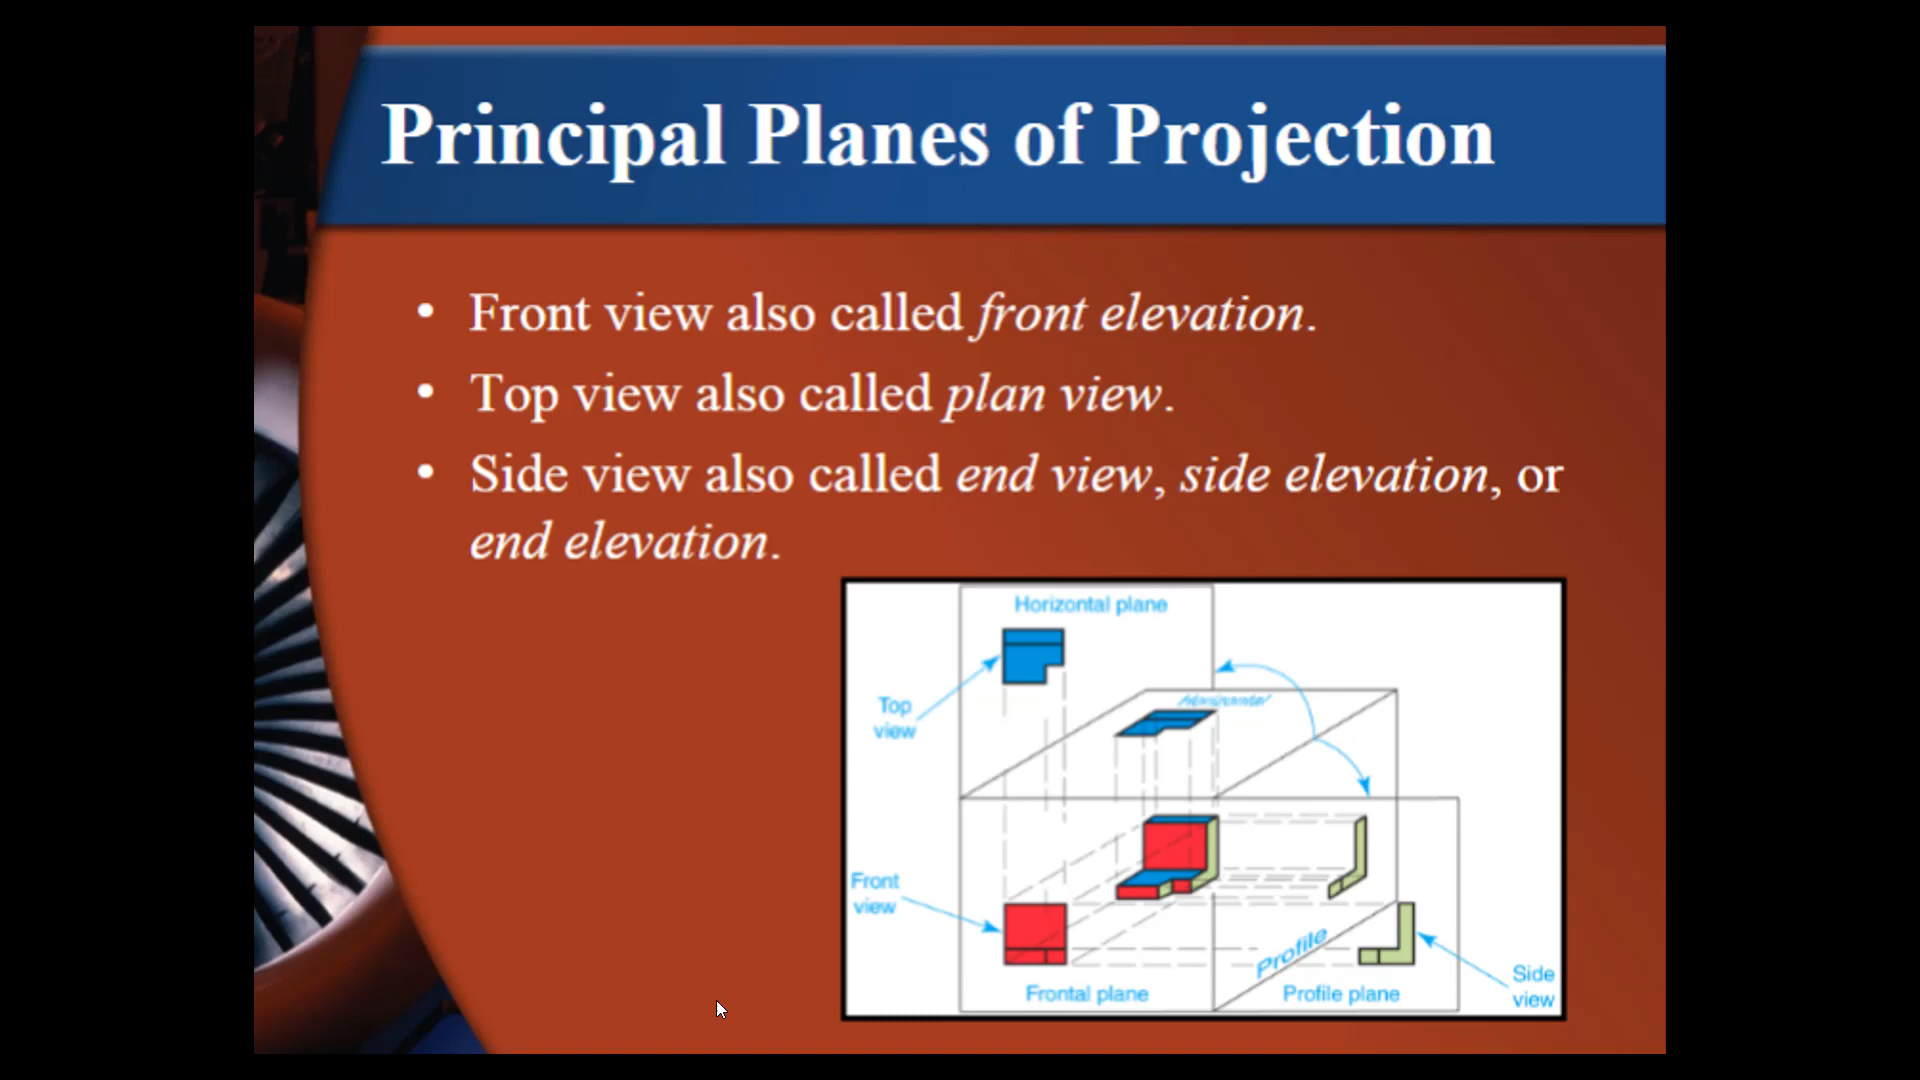 Principal Planes of Projection
• Front view also called front elevation.
• Top view also called plan view.
• Side view also called end view, side elevation, or
end elevation.
Horizontal plane
Horizontal
Top
view
Front
view
Profile
Frontal plane
Profile plane
Side
view